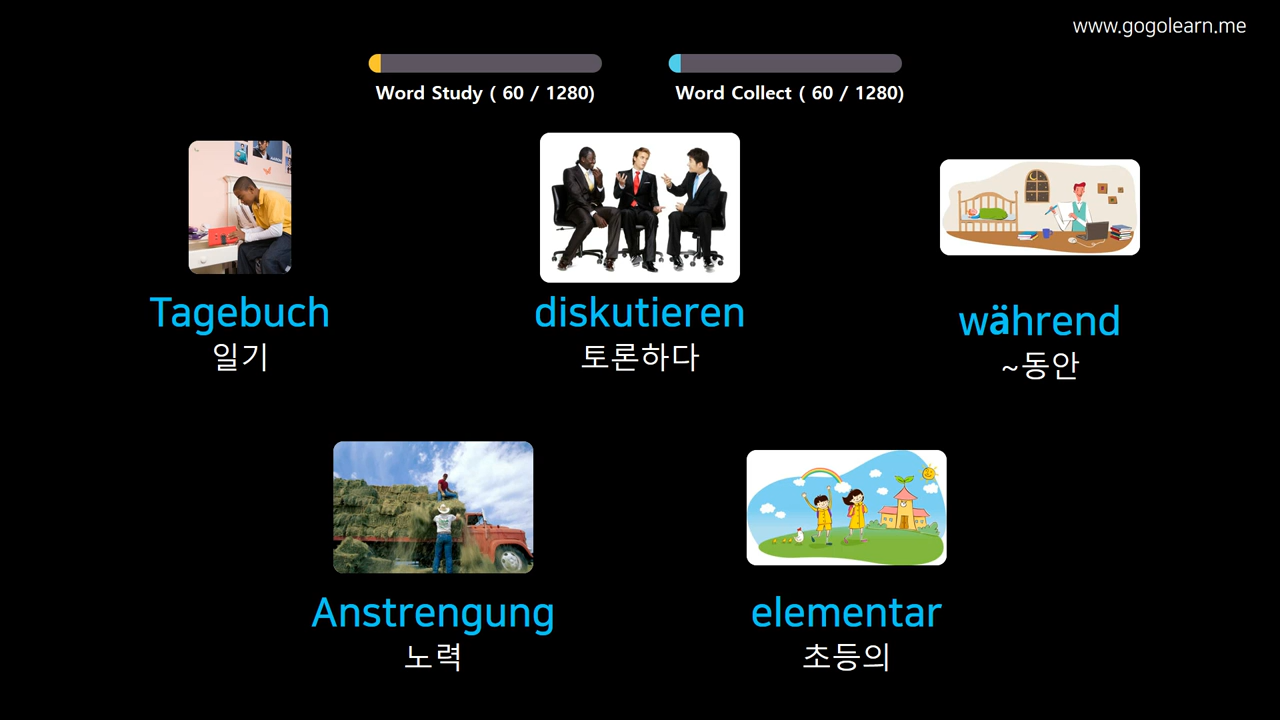 www.gogolearn.me
Word Study ( 60 / 1280)
Word Collect ( 60 / 1280)
Tagebuch
일기
diskutieren
토론하다
während
~동안
Anstrengung
노력
elementar
초등의